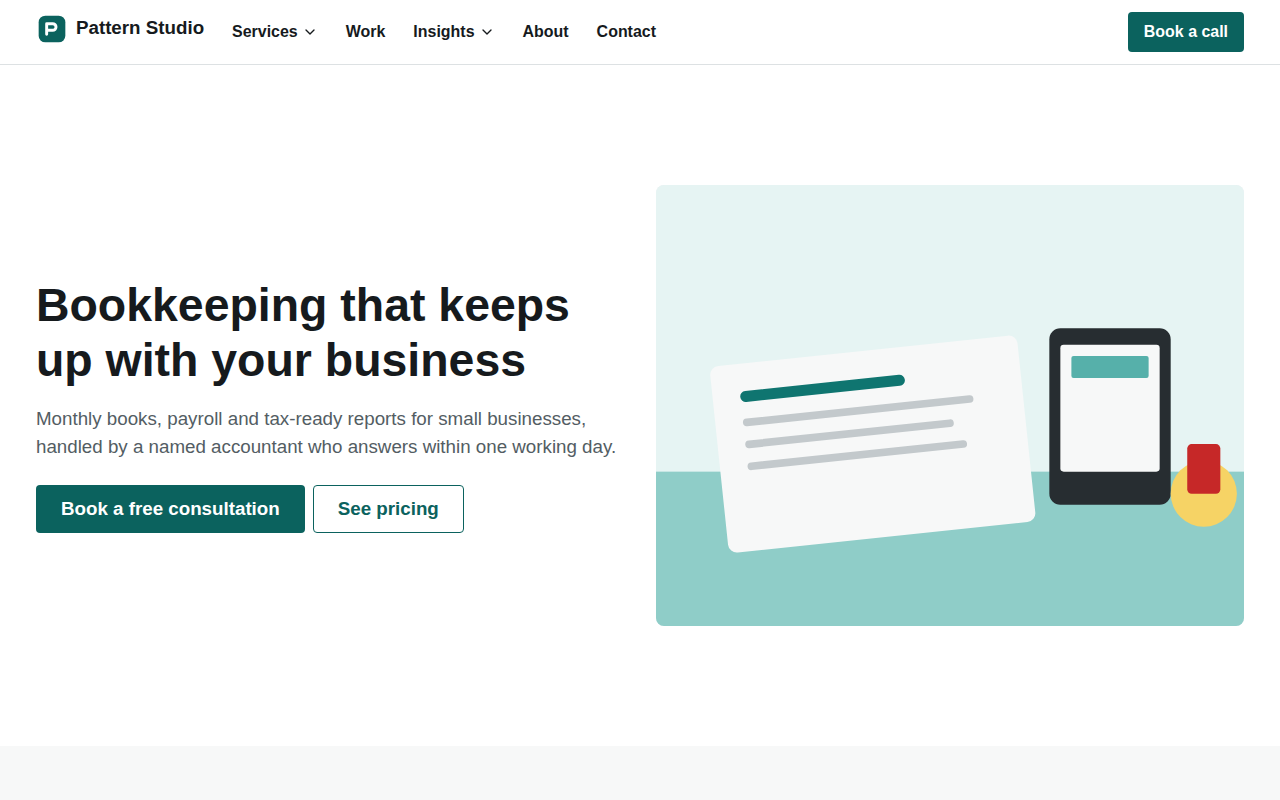 Pattern Studio
Services
Work
Insights
About
Contact
Book a call
Bookkeeping that keeps
up with your business
Monthly books, payroll and tax-ready reports for small businesses,
handled by a named accountant who answers within one working day.
Book a free consultation
See pricing